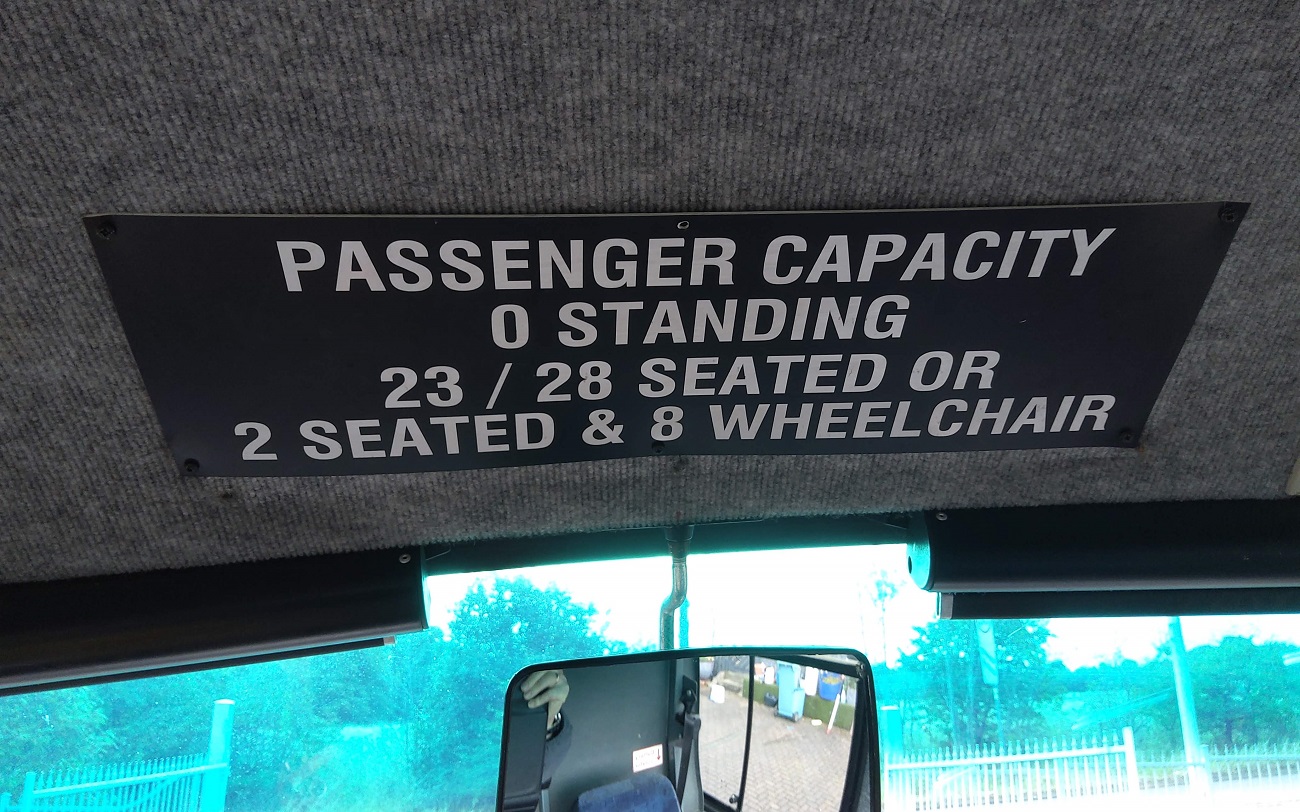 PASSENGER CAPACITY
0 STANDING
23 / 28 SEATED OR
2 SEATED & 8 WHEELCHAIR